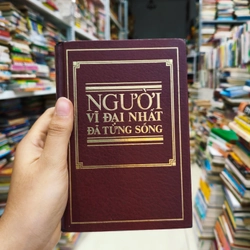 NGƯỜI
VĨ ĐẠI NHẤT
ĐÃ TỪNG SỐNG